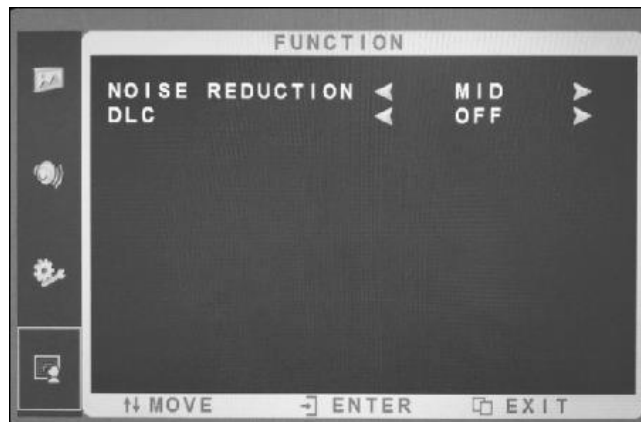 FUNCTION
NOISE REDUCTION MID
DLC OFF
MOVE ENTER EXIT